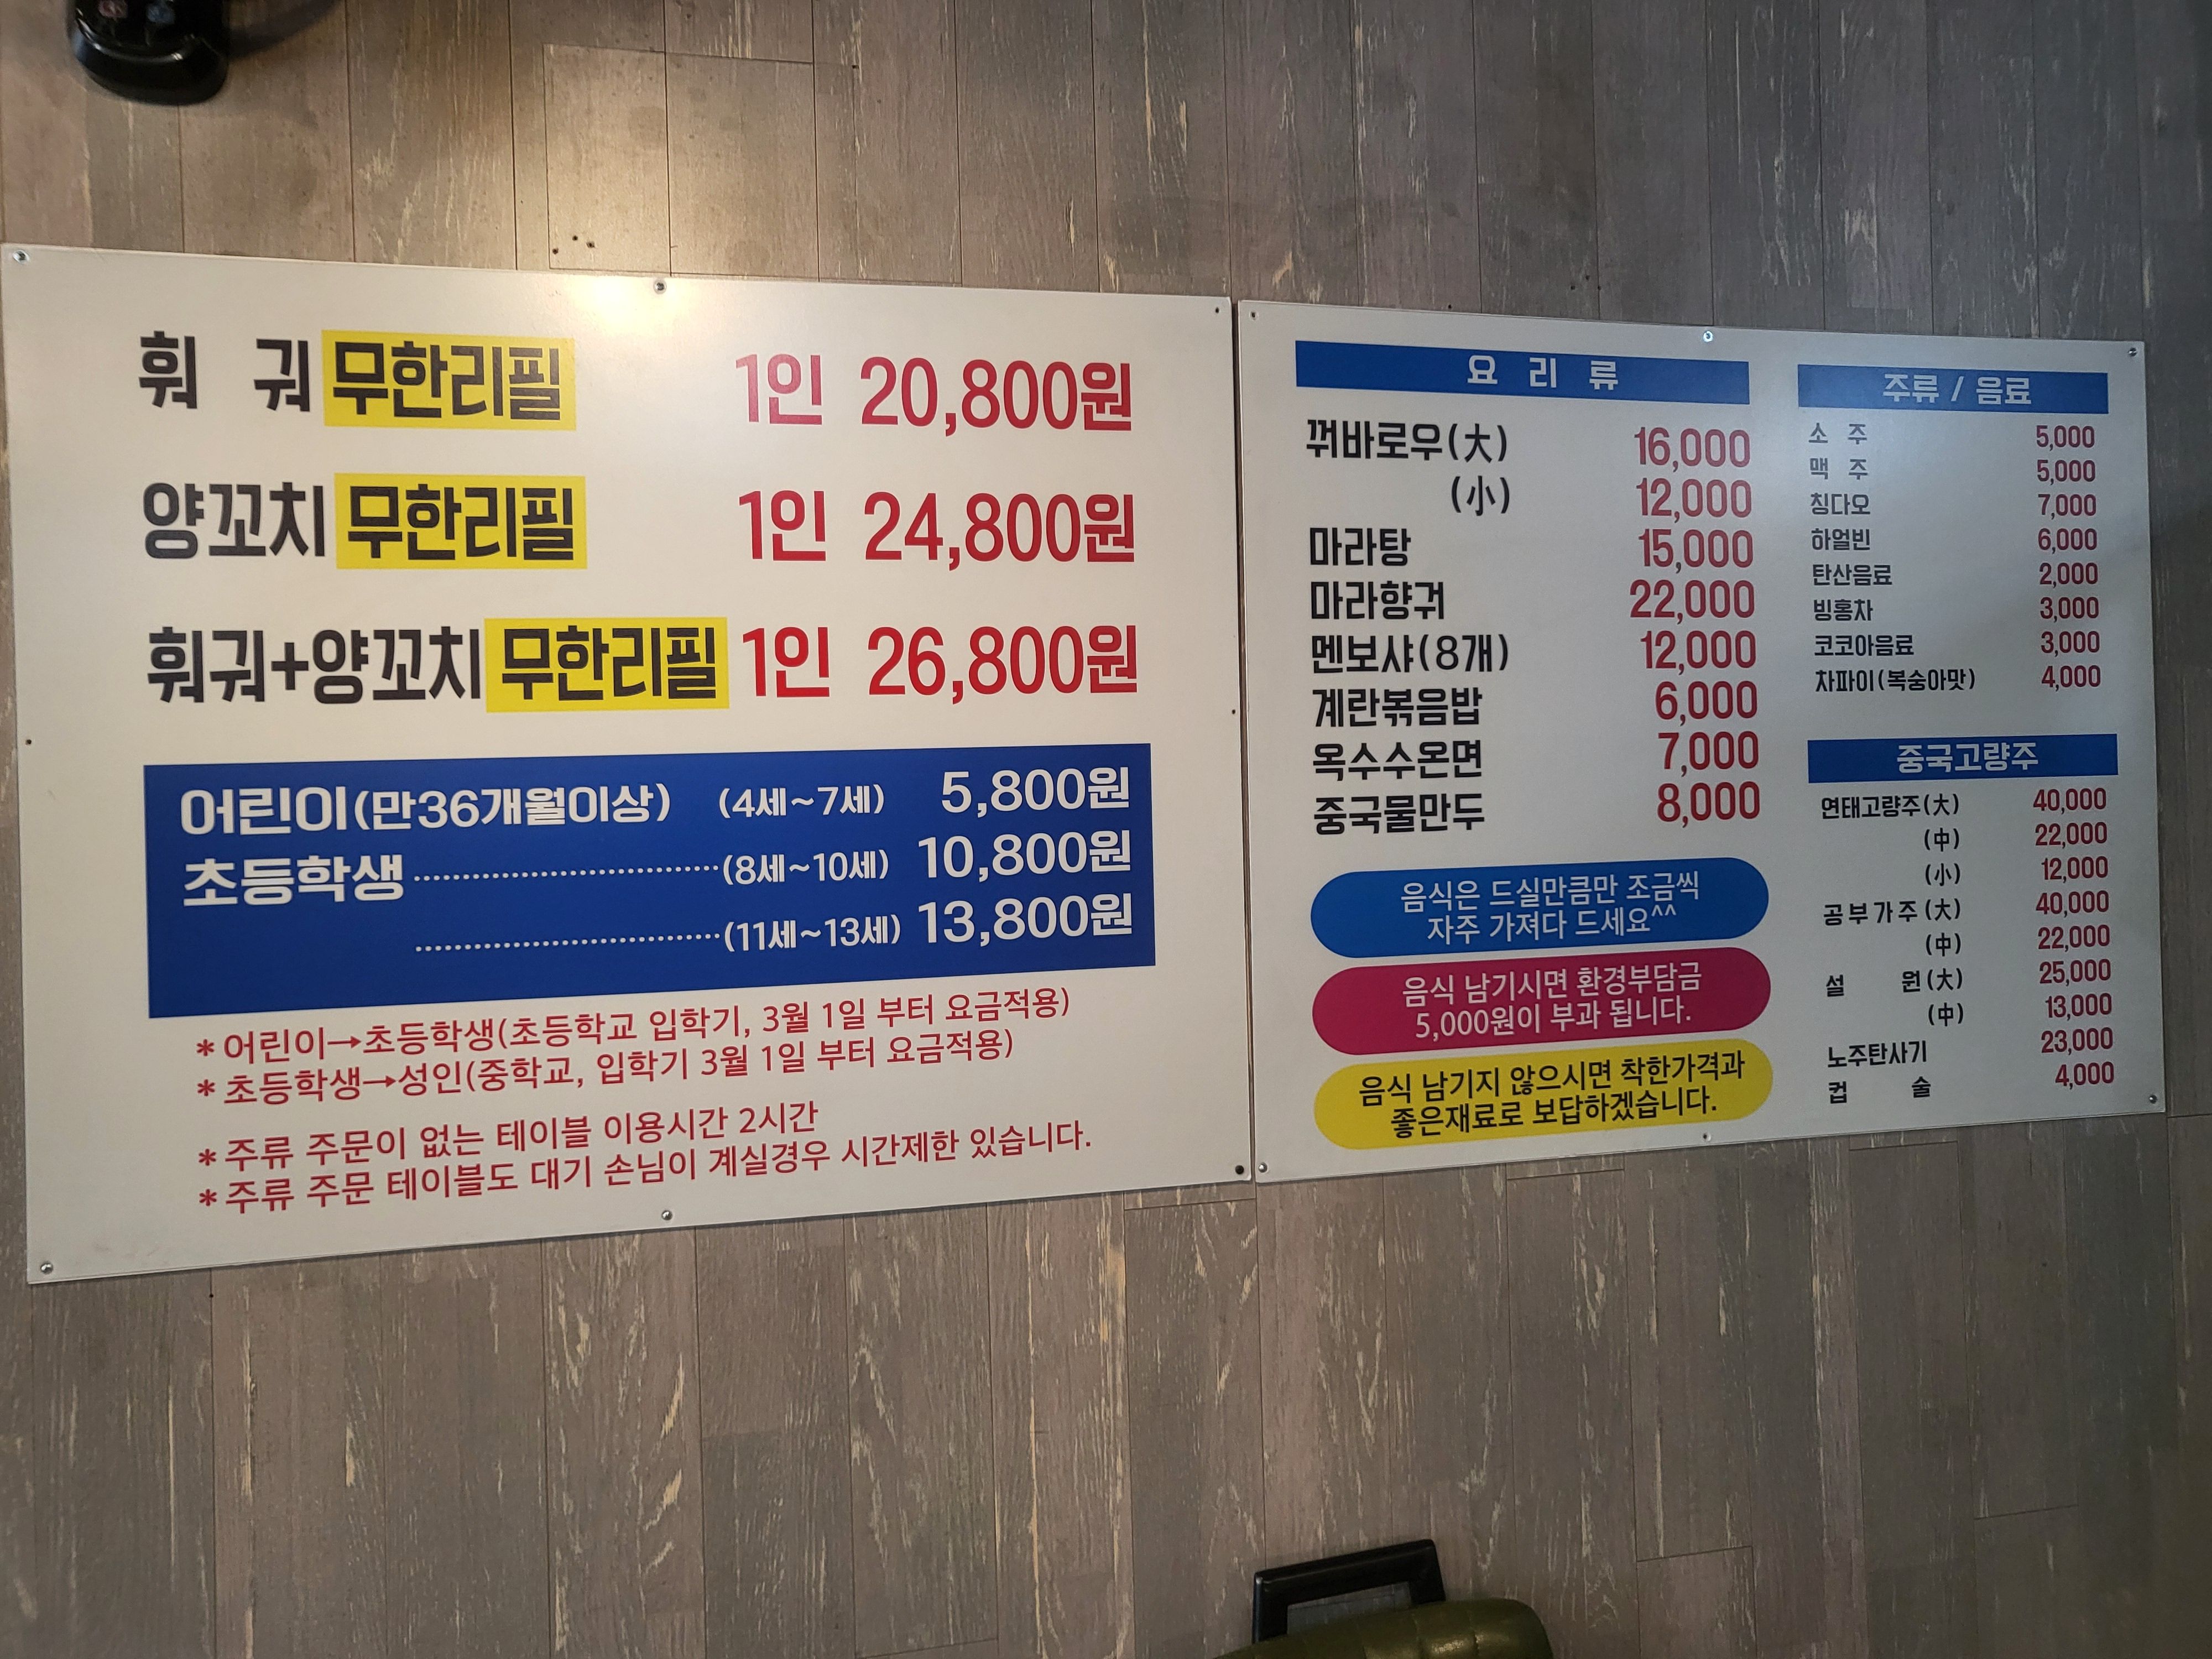 훠 궈 무한리필 1인 20,800원
양꼬치 무한리필 1인 24,800원
훠궈+양꼬치 무한리필 1인 26,800원
어린이(만36개월이상) (4세~7세) 5,800원
초등학생 (8세~10세) 10,800원
(11세~13세) 13,800원
*어린이→초등학생(초등학교 입학기, 3월 1일 부터 요금적용)
*초등학생→성인(중학교, 입학기 3월 1일 부터 요금적용)
*주류 주문이 없는 테이블 이용시간 2시간
*주류 주문 테이블도 대기 손님이 계실경우 시간제한 있습니다.
요 리 류
꿔바로우(大) 16,000
(小) 12,000
마라탕 15,000
마라향궈 22,000
멘보샤(8개) 12,000
계란볶음밥 6,000
옥수수온면 7,000
중국물만두 8,000
음식은 드실만큼만 조금씩
자주 가져다 드세요^^
음식 남기시면 환경부담금
5,000원이 부과 됩니다.
음식 남기지 않으시면 착한가격과
좋은재료로 보답하겠습니다.
주류 / 음료
소 주 5,000
맥 주 5,000
칭다오 7,000
하얼빈 6,000
탄산음료 2,000
빙홍차 3,000
코코아음료 3,000
차파이(복숭아맛) 4,000
중국고량주
연태고량주(大) 40,000
(中) 22,000
(小) 12,000
공부가주(大) 40,000
(中) 22,000
설 원(大) 25,000
(中) 13,000
노주탄사기 23,000
컵 술 4,000